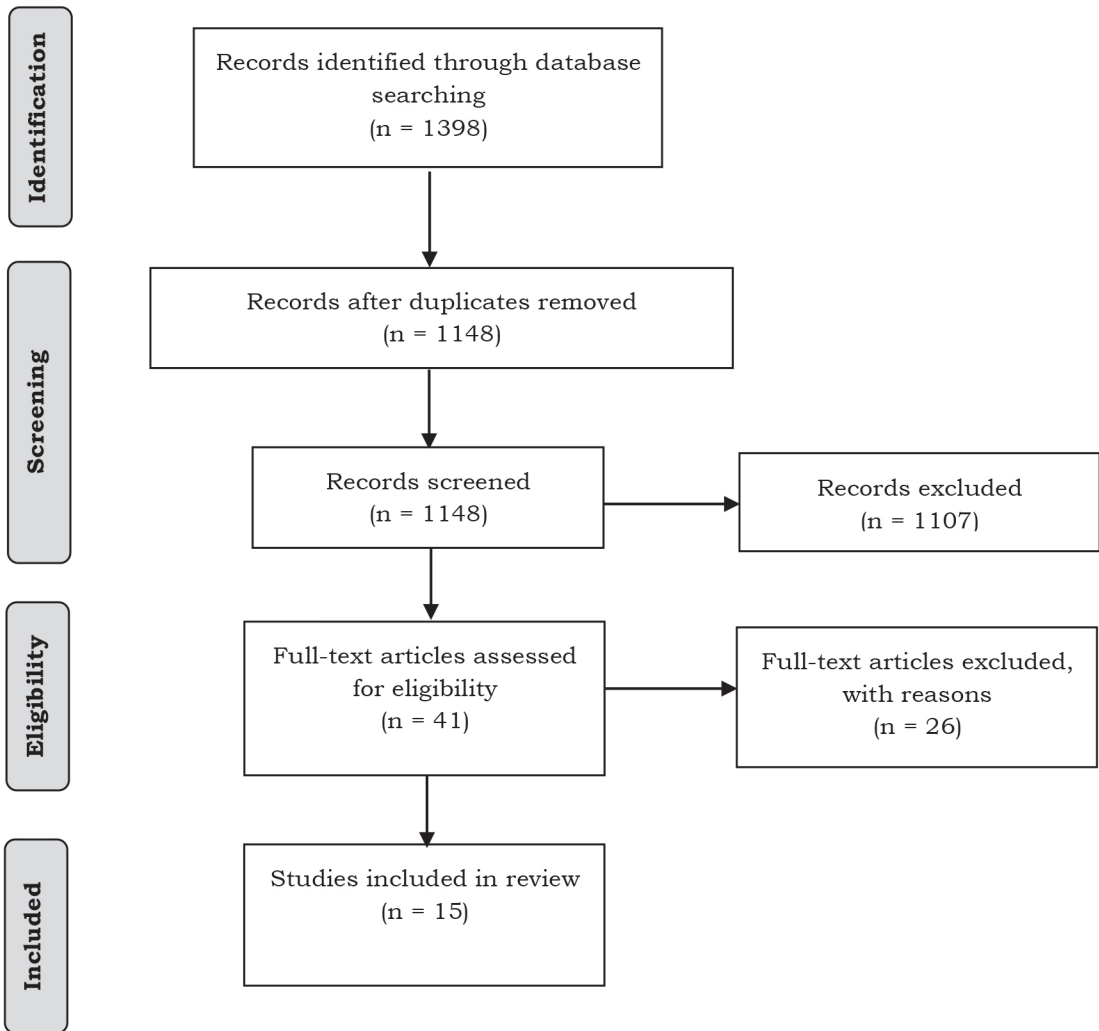 Identification
Records identified through database
searching
(n = 1398)
Screening
Records after duplicates removed
(n = 1148)
Records screened
(n = 1148)
Records excluded
(n = 1107)
Eligibility
Full-text articles assessed
for eligibility
(n = 41)
Full-text articles excluded,
with reasons
(n = 26)
Included
Studies included in review
(n = 15)